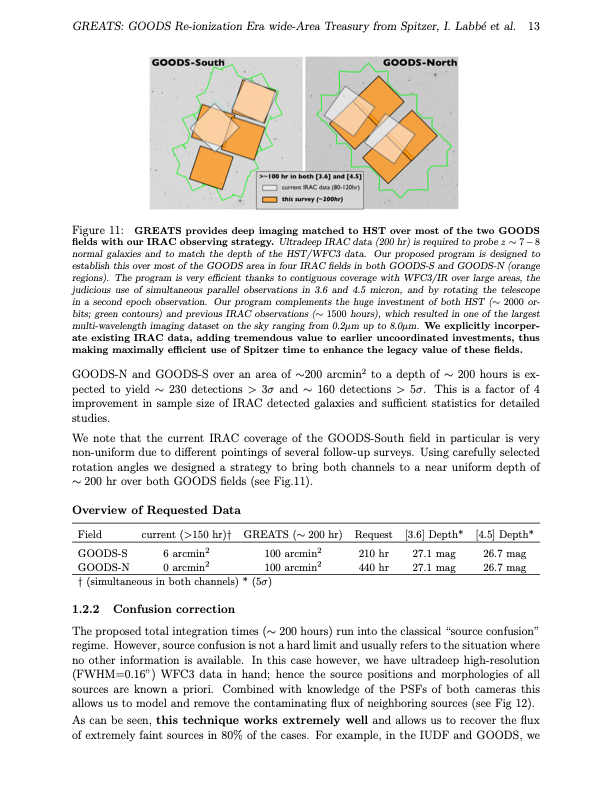 GREATS: GOODS Re-ionization Era wide-Area Treasury from Spitzer, I. Labbé et al. 13
GOODS-South
GOODS-North
>~100 hr in both [3.6] and [4.5]
current IRAC data (80-120hr)
this survey (~200hr)
Figure 11: GREATS provides deep imaging matched to HST over most of the two GOODS
fields with our IRAC observing strategy. Ultradeep IRAC data (200 hr) is required to probe z ∼ 7 − 8
normal galaxies and to match the depth of the HST/WFC3 data. Our proposed program is designed to
establish this over most of the GOODS area in four IRAC fields in both GOODS-S and GOODS-N (orange
regions). The program is very efficient thanks to contiguous coverage with WFC3/IR over large areas, the
judicious use of simultaneous parallel observations in 3.6 and 4.5 micron, and by rotating the telescope
in a second epoch observation. Our program complements the huge investment of both HST (∼ 2000 or-
bits; green contours) and previous IRAC observations (∼ 1500 hours), which resulted in one of the largest
multi-wavelength imaging dataset on the sky ranging from 0.2μm up to 8.0μm. We explicitly incorper-
ate existing IRAC data, adding tremendous value to earlier uncoordinated investments, thus
making maximally efficient use of Spitzer time to enhance the legacy value of these fields.
GOODS-N and GOODS-S over an area of ∼200 arcmin² to a depth of ∼ 200 hours is ex-
pected to yield ∼ 230 detections > 3σ and ∼ 160 detections > 5σ. This is a factor of 4
improvement in sample size of IRAC detected galaxies and sufficient statistics for detailed
studies.
We note that the current IRAC coverage of the GOODS-South field in particular is very
non-uniform due to different pointings of several follow-up surveys. Using carefully selected
rotation angles we designed a strategy to bring both channels to a near uniform depth of
∼ 200 hr over both GOODS fields (see Fig.11).
Overview of Requested Data
Field current (>150 hr)† GREATS (∼ 200 hr) Request [3.6] Depth* [4.5] Depth*
GOODS-S 6 arcmin² 100 arcmin² 210 hr 27.1 mag 26.7 mag
GOODS-N 0 arcmin² 100 arcmin² 440 hr 27.1 mag 26.7 mag
† (simultaneous in both channels) * (5σ)
1.2.2 Confusion correction
The proposed total integration times (∼ 200 hours) run into the classical “source confusion”
regime. However, source confusion is not a hard limit and usually refers to the situation where
no other information is available. In this case however, we have ultradeep high-resolution
(FWHM=0.16”) WFC3 data in hand; hence the source positions and morphologies of all
sources are known a priori. Combined with knowledge of the PSFs of both cameras this
allows us to model and remove the contaminating flux of neighboring sources (see Fig 12).
As can be seen, this technique works extremely well and allows us to recover the flux
of extremely faint sources in 80% of the cases. For example, in the IUDF and GOODS, we